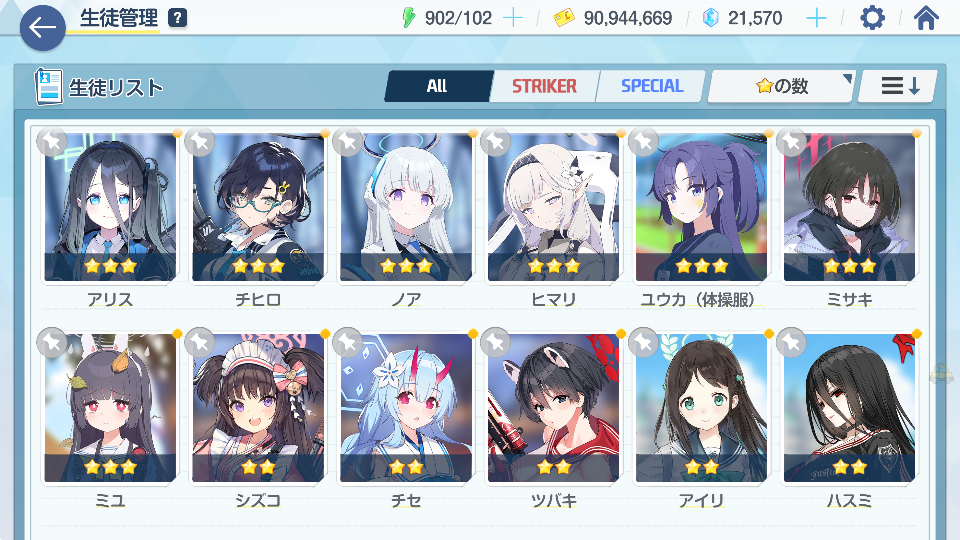 生徒管理 ?
902/102
90,944,669
21,570
生徒リスト
All
STRIKER
SPECIAL
の数
アリス
チヒロ
ノア
ヒマリ
ユウカ（体操服）
ミサキ
ミユ
シズコ
チセ
ツバキ
アイリ
ハスミ